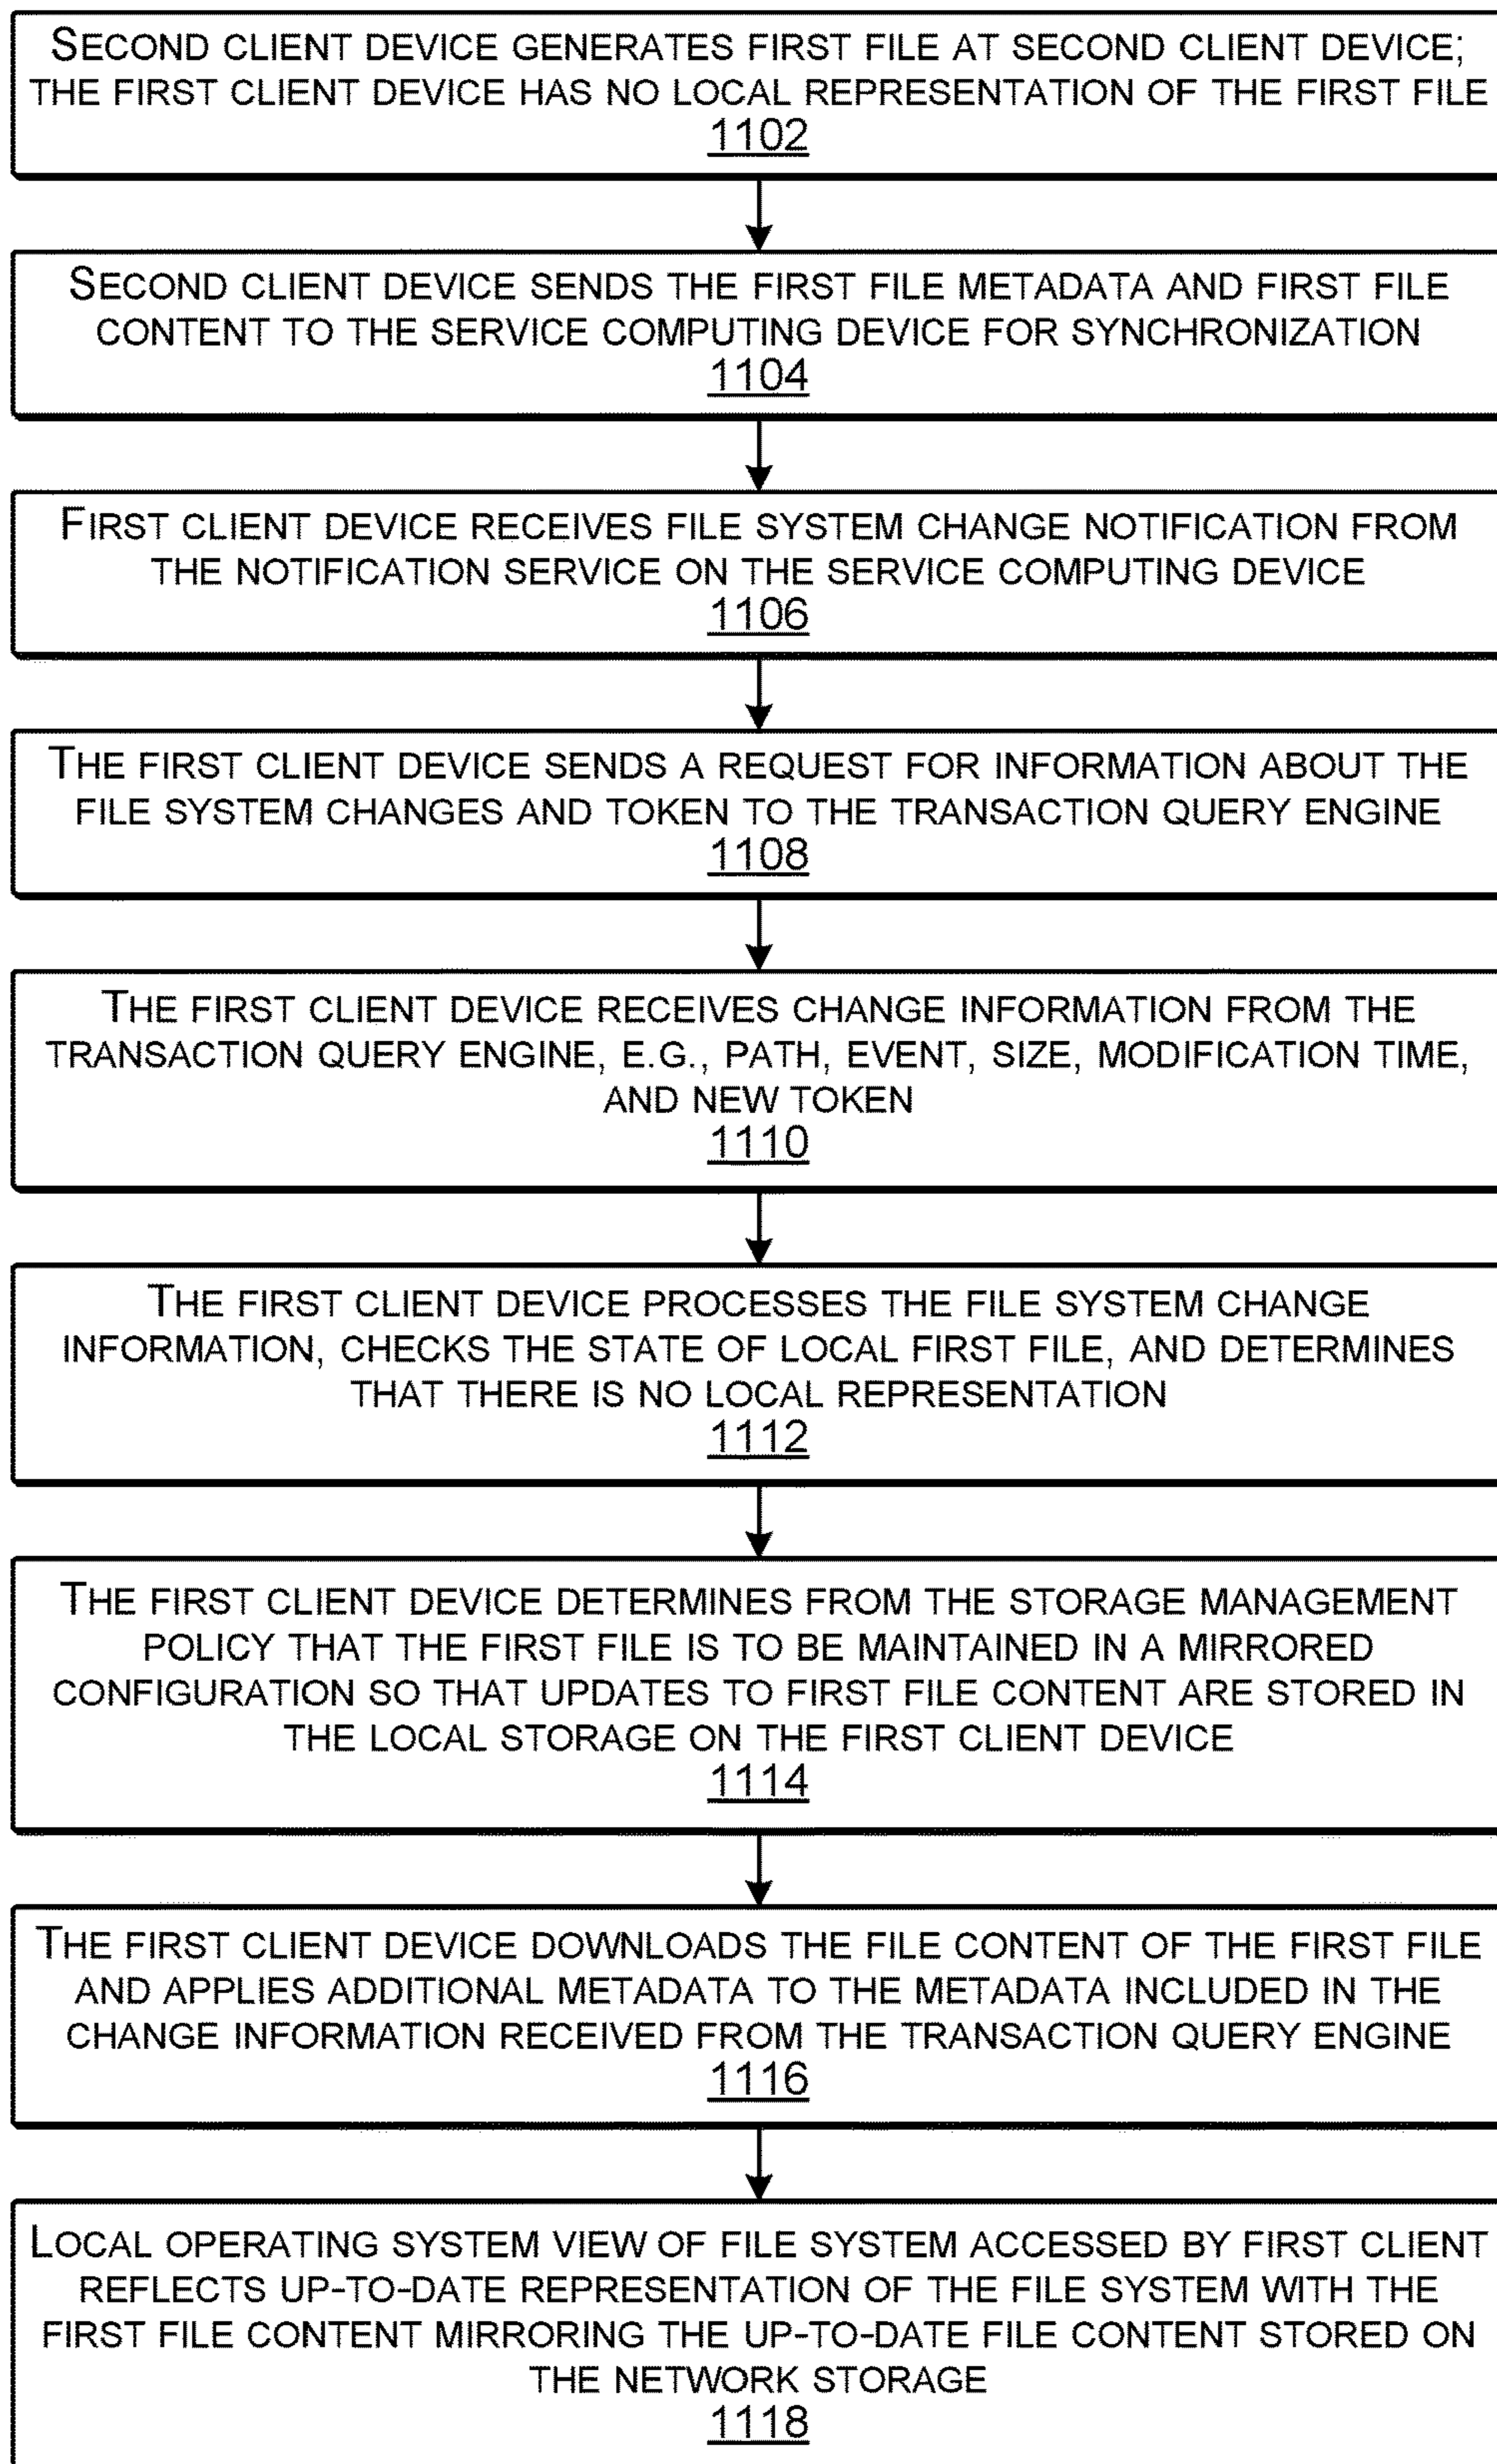 SECOND CLIENT DEVICE GENERATES FIRST FILE AT SECOND CLIENT DEVICE;
THE FIRST CLIENT DEVICE HAS NO LOCAL REPRESENTATION OF THE FIRST FILE
1102
SECOND CLIENT DEVICE SENDS THE FIRST FILE METADATA AND FIRST FILE
CONTENT TO THE SERVICE COMPUTING DEVICE FOR SYNCHRONIZATION
1104
FIRST CLIENT DEVICE RECEIVES FILE SYSTEM CHANGE NOTIFICATION FROM
THE NOTIFICATION SERVICE ON THE SERVICE COMPUTING DEVICE
1106
THE FIRST CLIENT DEVICE SENDS A REQUEST FOR INFORMATION ABOUT THE
FILE SYSTEM CHANGES AND TOKEN TO THE TRANSACTION QUERY ENGINE
1108
THE FIRST CLIENT DEVICE RECEIVES CHANGE INFORMATION FROM THE
TRANSACTION QUERY ENGINE, E.G., PATH, EVENT, SIZE, MODIFICATION TIME,
AND NEW TOKEN
1110
THE FIRST CLIENT DEVICE PROCESSES THE FILE SYSTEM CHANGE
INFORMATION, CHECKS THE STATE OF LOCAL FIRST FILE, AND DETERMINES
THAT THERE IS NO LOCAL REPRESENTATION
1112
THE FIRST CLIENT DEVICE DETERMINES FROM THE STORAGE MANAGEMENT
POLICY THAT THE FIRST FILE IS TO BE MAINTAINED IN A MIRRORED
CONFIGURATION SO THAT UPDATES TO FIRST FILE CONTENT ARE STORED IN
THE LOCAL STORAGE ON THE FIRST CLIENT DEVICE
1114
THE FIRST CLIENT DEVICE DOWNLOADS THE FILE CONTENT OF THE FIRST FILE
AND APPLIES ADDITIONAL METADATA TO THE METADATA INCLUDED IN THE
CHANGE INFORMATION RECEIVED FROM THE TRANSACTION QUERY ENGINE
1116
LOCAL OPERATING SYSTEM VIEW OF FILE SYSTEM ACCESSED BY FIRST CLIENT
REFLECTS UP-TO-DATE REPRESENTATION OF THE FILE SYSTEM WITH THE
FIRST FILE CONTENT MIRRORING THE UP-TO-DATE FILE CONTENT STORED ON
THE NETWORK STORAGE
1118